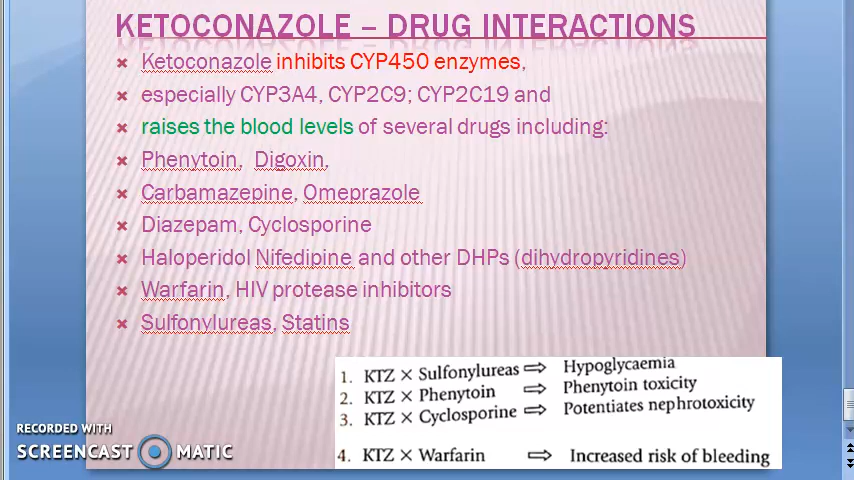 KETOCONAZOLE – DRUG INTERACTIONS
Ketoconazole inhibits CYP450 enzymes,
especially CYP3A4, CYP2C9; CYP2C19 and
raises the blood levels of several drugs including:
Phenytoin, Digoxin,
Carbamazepine, Omeprazole
Diazepam, Cyclosporine
Haloperidol Nifedipine and other DHPs (dihydropyridines)
Warfarin, HIV protease inhibitors
Sulfonylureas, Statins
1. KTZ × Sulfonylureas ⇨ Hypoglycaemia
2. KTZ × Phenytoin ⇨ Phenytoin toxicity
3. KTZ × Cyclosporine ⇨ Potentiates nephrotoxicity
4. KTZ × Warfarin ⇨ Increased risk of bleeding
RECORDED WITH
SCREENCAST MATIC